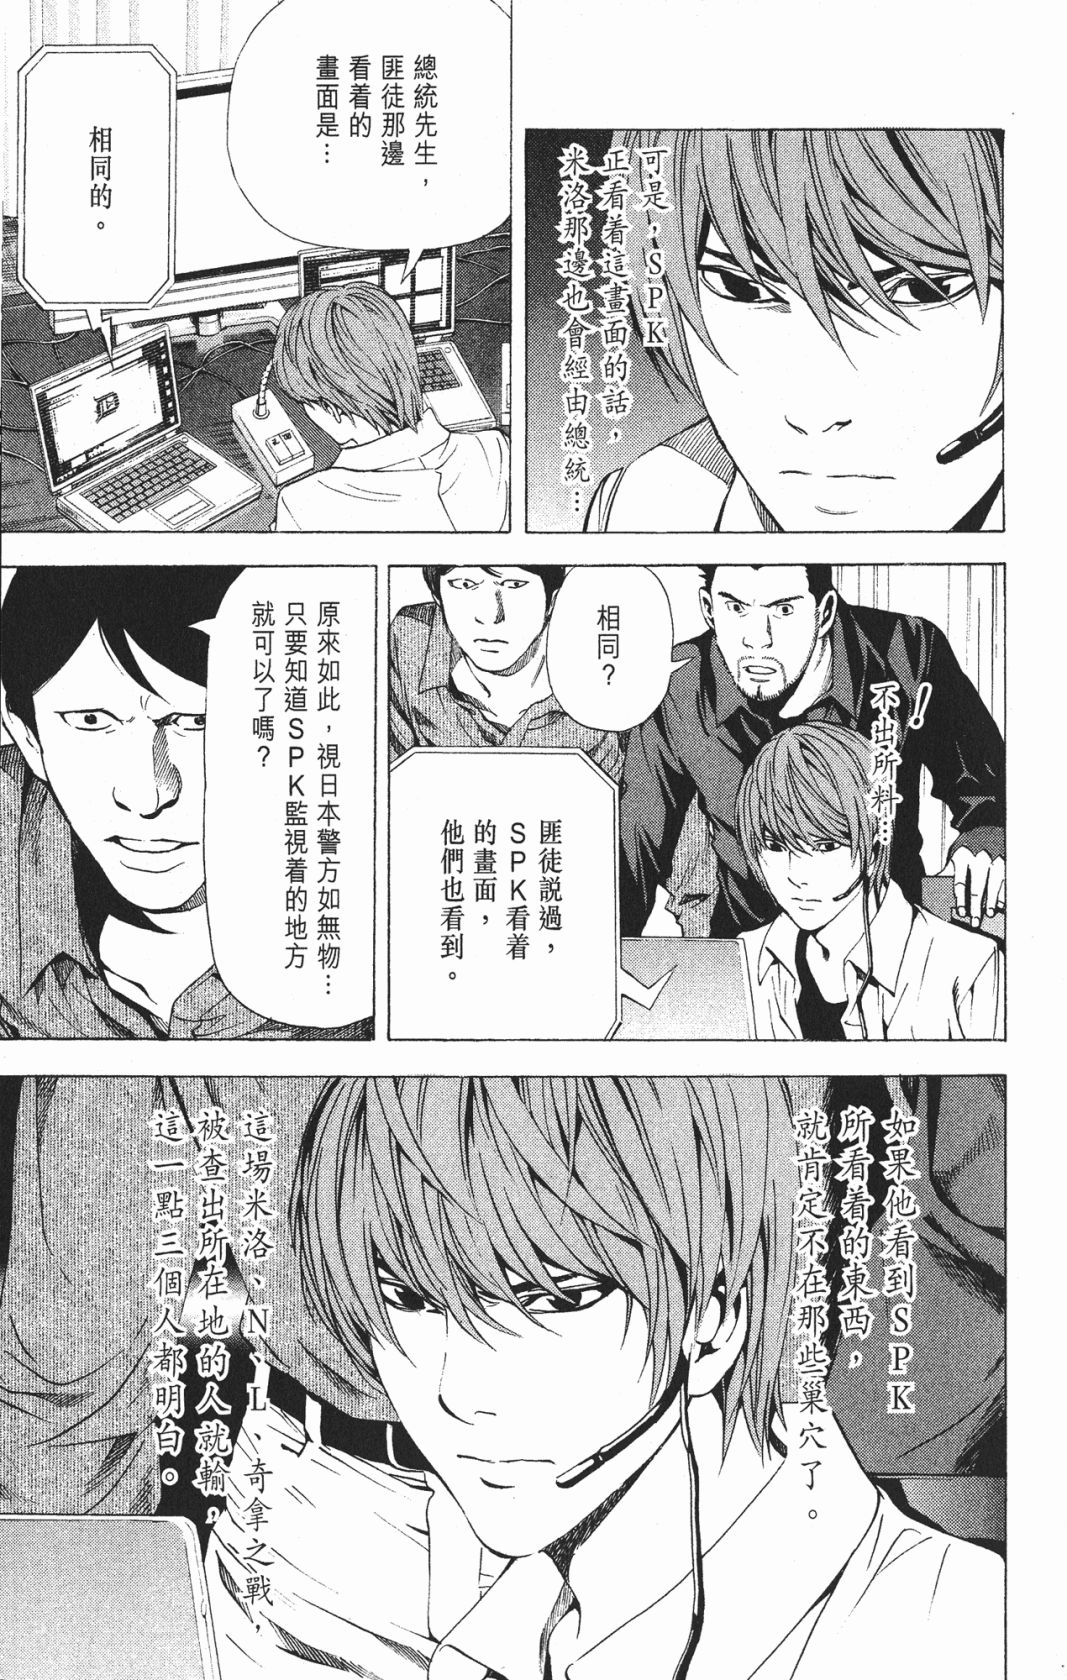 可是，SPK
正看着這畫面的話，
米洛那邊也會經由總統…
總統先生，
匪徒那邊
看着的
畫面是…
相同的。
！
不出所料…
相同？
匪徒説過，
SPK看着
的畫面，
他們也看到。
原來如此，視日本警方如無物…
只要知道SPK監視着的地方
就可以了嗎？
如果他看到SPK
所看着的東西，
就肯定不在那些巢穴了。
這場米洛、N、L、奇拿之戰，
被查出所在地的人就輸，
這一點三個人都明白。